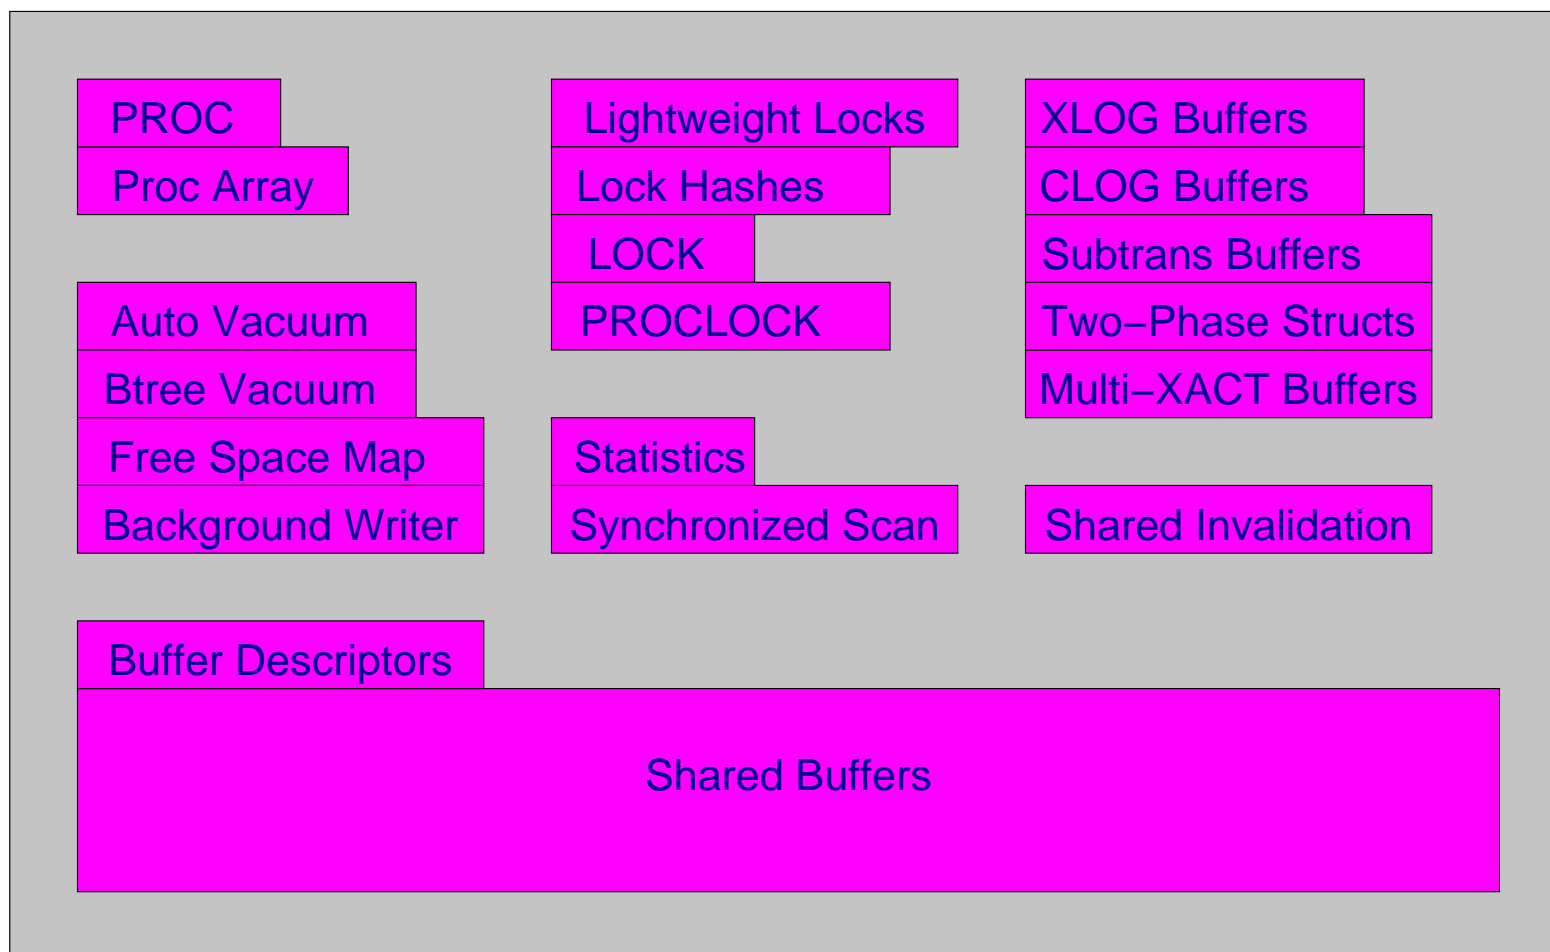 PROC
Proc Array
Auto Vacuum
Btree Vacuum
Free Space Map
Background Writer
Lightweight Locks
Lock Hashes
LOCK
PROCLOCK
Statistics
Synchronized Scan
XLOG Buffers
CLOG Buffers
Subtrans Buffers
Two−Phase Structs
Multi−XACT Buffers
Shared Invalidation
Buffer Descriptors
Shared Buffers